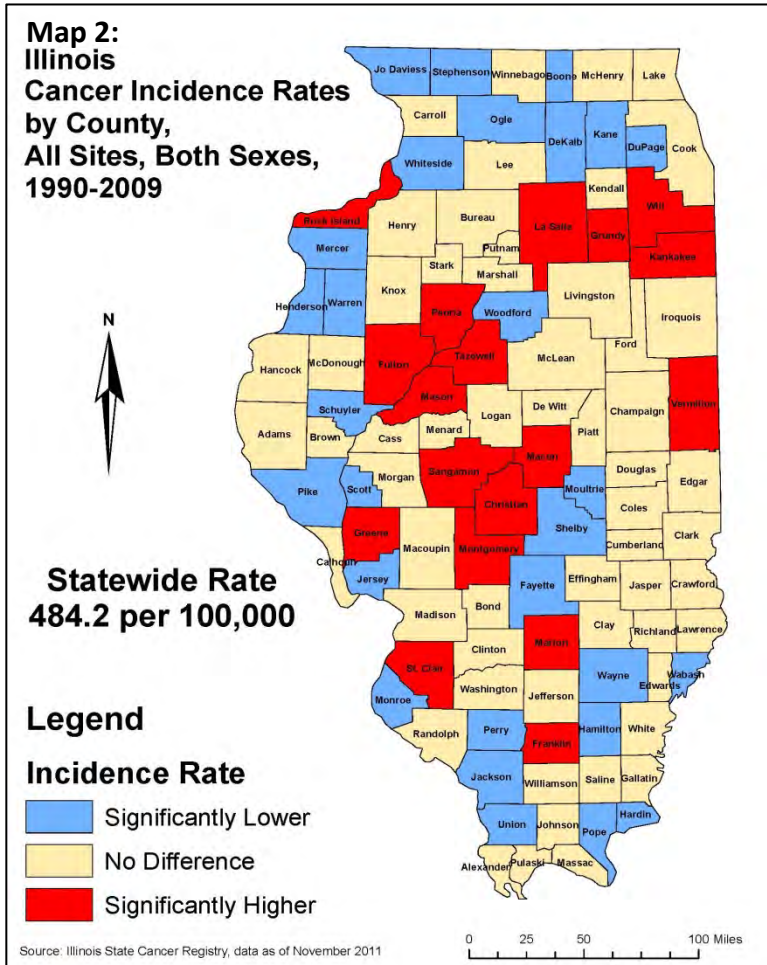 Map 2:
Illinois
Cancer Incidence Rates
by County,
All Sites, Both Sexes,
1990-2009
Jo Daviess Stephenson Winnebago Boone McHenry Lake
Carroll Ogle DeKalb Kane DuPage Cook
Whiteside Lee Kendall Will
Rock Island Henry Bureau La Salle Grundy
Mercer Putnam Kankakee
Stark Marshall
Henderson Warren Knox Peoria Woodford Livingston Iroquois
Ford
Hancock McDonough Fulton Tazewell McLean
Mason Vermilion
Schuyler Logan De Witt Champaign
Adams Brown Cass Menard Piatt
Macon Douglas Edgar
Pike Scott Morgan Sangamon Moultrie
Christian Coles
Greene Shelby Clark
Calhoun Macoupin Montgomery Cumberland
Jersey
Fayette Effingham Jasper Crawford
Madison Bond
Clay Richland Lawrence
Clinton Marion
St. Clair Wayne Edwards Wabash
Monroe Washington Jefferson
Randolph Perry Hamilton White
Franklin
Jackson Williamson Saline Gallatin
Union Johnson Pope Hardin
Alexander Pulaski Massac
N
Statewide Rate
484.2 per 100,000
Legend
Incidence Rate
Significantly Lower
No Difference
Significantly Higher
Source: Illinois State Cancer Registry, data as of November 2011
0 25 50 100 Miles